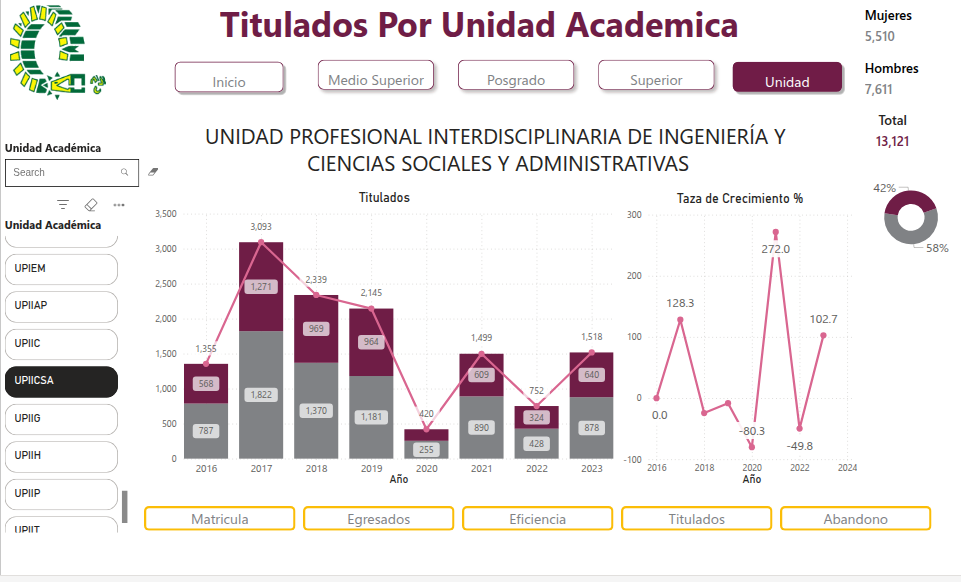 Titulados Por Unidad Academica
Mujeres
5,510
Hombres
7,611
Total
13,121
Inicio
Medio Superior
Posgrado
Superior
Unidad
UNIDAD PROFESIONAL INTERDISCIPLINARIA DE INGENIERÍA Y
CIENCIAS SOCIALES Y ADMINISTRATIVAS
Unidad Académica
Search
Unidad Académica
UPIEM
UPIIAP
UPIIC
UPIICSA
UPIIG
UPIIH
UPIIP
UPIIT
Titulados
3,500
3,000
2,500
2,000
1,500
1,000
500
0
1,355
568
787
3,093
1,271
1,822
2,339
969
1,370
2,145
964
1,181
420
255
1,499
609
890
752
324
428
1,518
640
878
2016
2017
2018
2019
2020
2021
2022
2023
Año
Taza de Crecimiento %
300
200
100
0
-100
0.0
128.3
-80.3
272.0
-49.8
102.7
2016
2018
2020
2022
2024
Año
42%
58%
Matricula
Egresados
Eficiencia
Titulados
Abandono